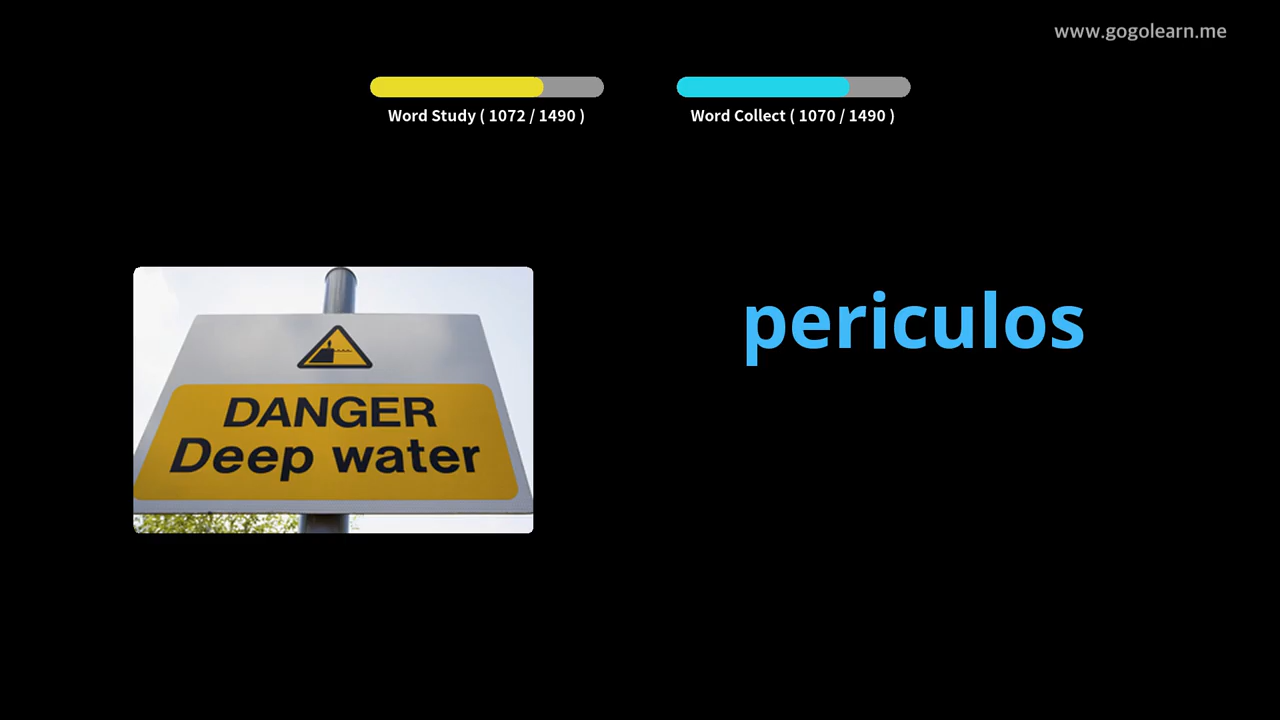 www.gogolearn.me
Word Study ( 1072 / 1490 )
Word Collect ( 1070 / 1490 )
periculos
DANGER
Deep water